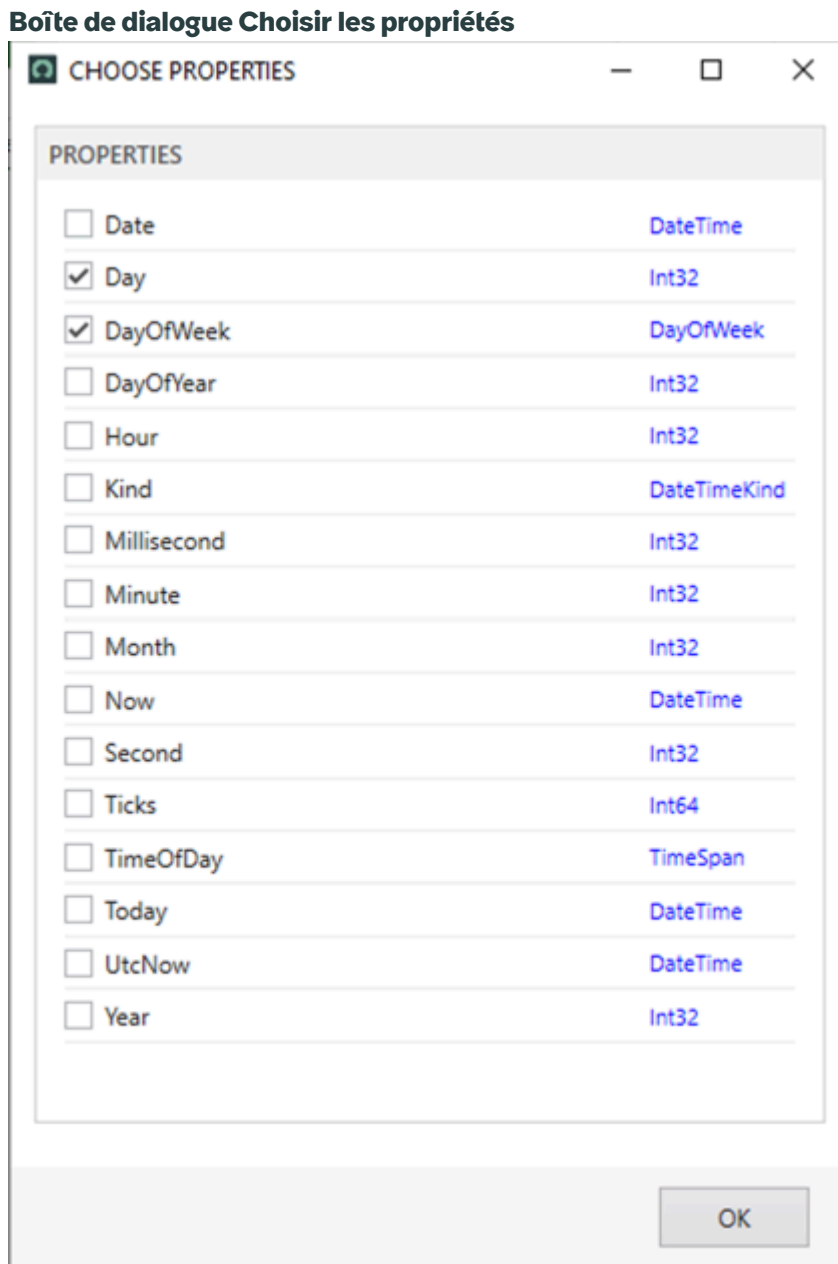 Boîte de dialogue Choisir les propriétés
CHOOSE PROPERTIES
PROPERTIES
Date DateTime
Day Int32
DayOfWeek DayOfWeek
DayOfYear Int32
Hour Int32
Kind DateTimeKind
Millisecond Int32
Minute Int32
Month Int32
Now DateTime
Second Int32
Ticks Int64
TimeOfDay TimeSpan
Today DateTime
UtcNow DateTime
Year Int32
OK